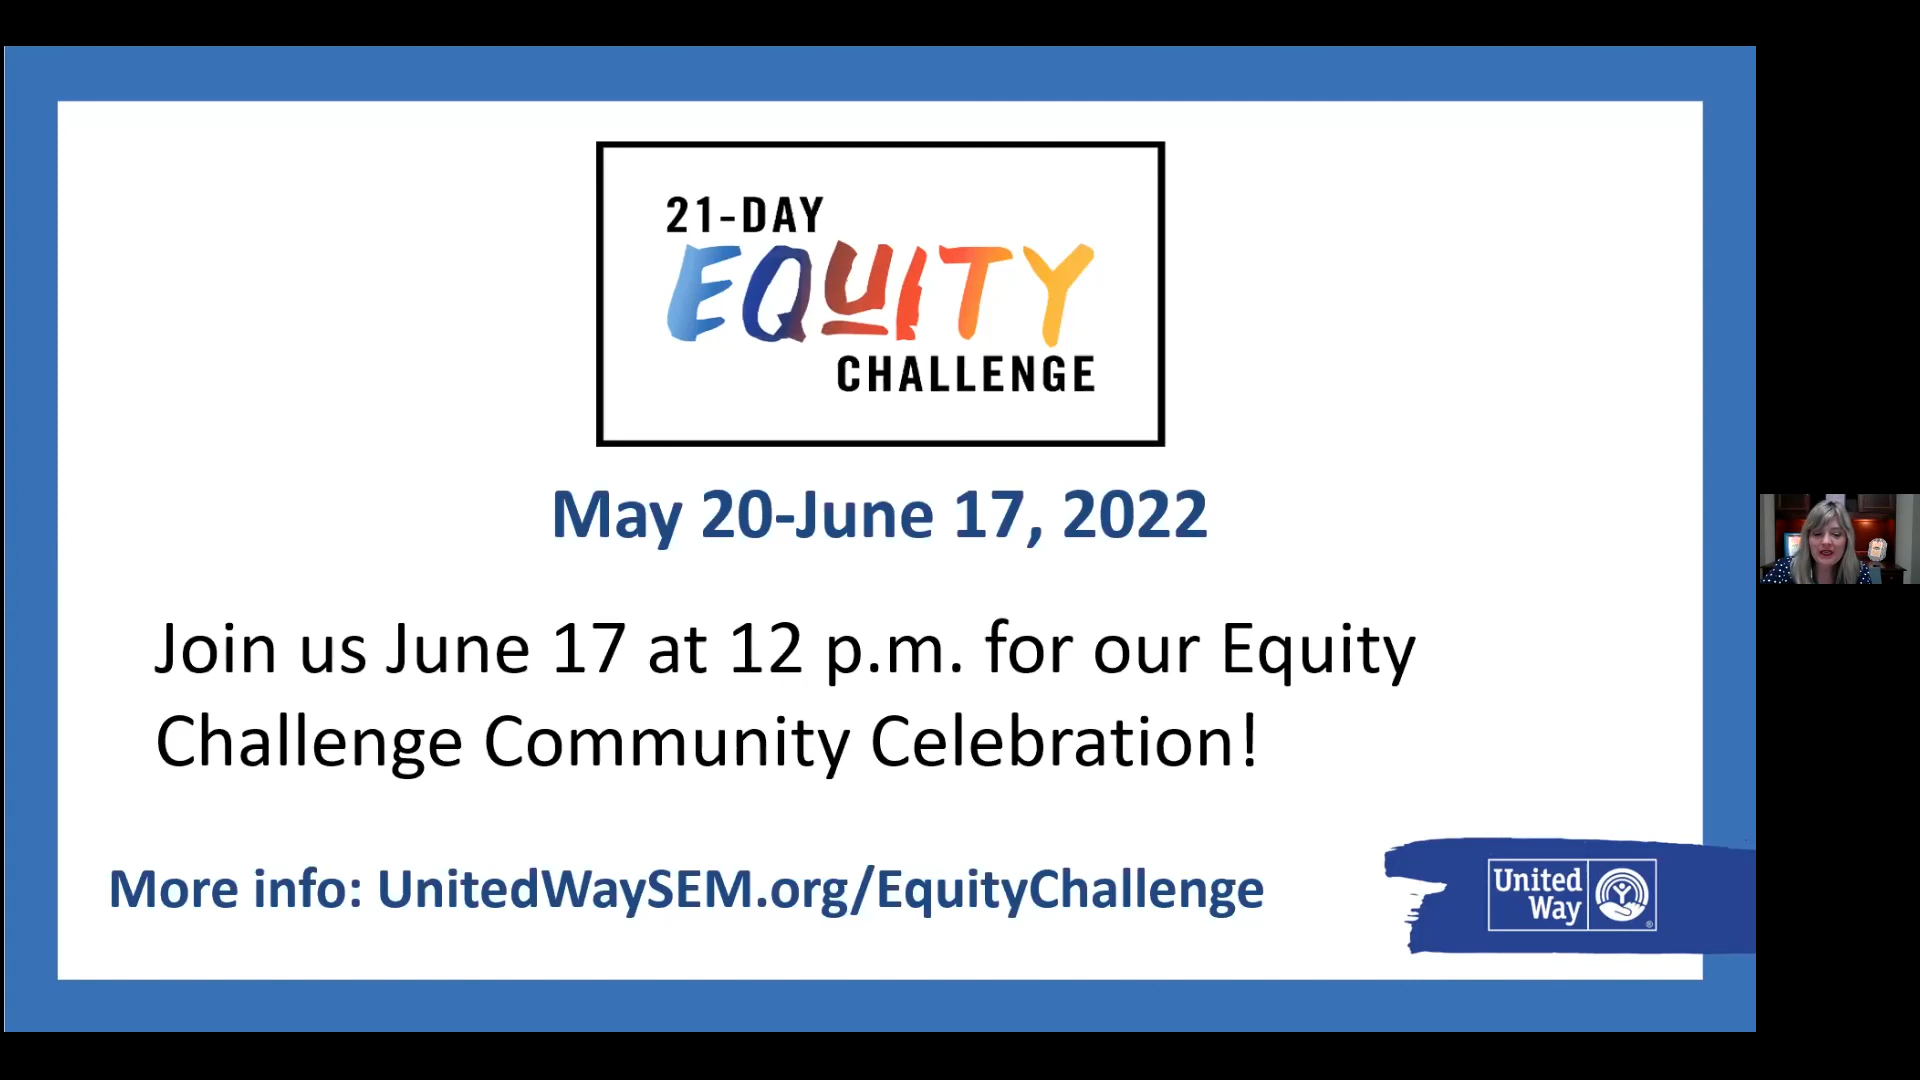 21-DAY
EQUITY
CHALLENGE
May 20-June 17, 2022
Join us June 17 at 12 p.m. for our Equity
Challenge Community Celebration!
More info: UnitedWaySEM.org/EquityChallenge
United
Way
®